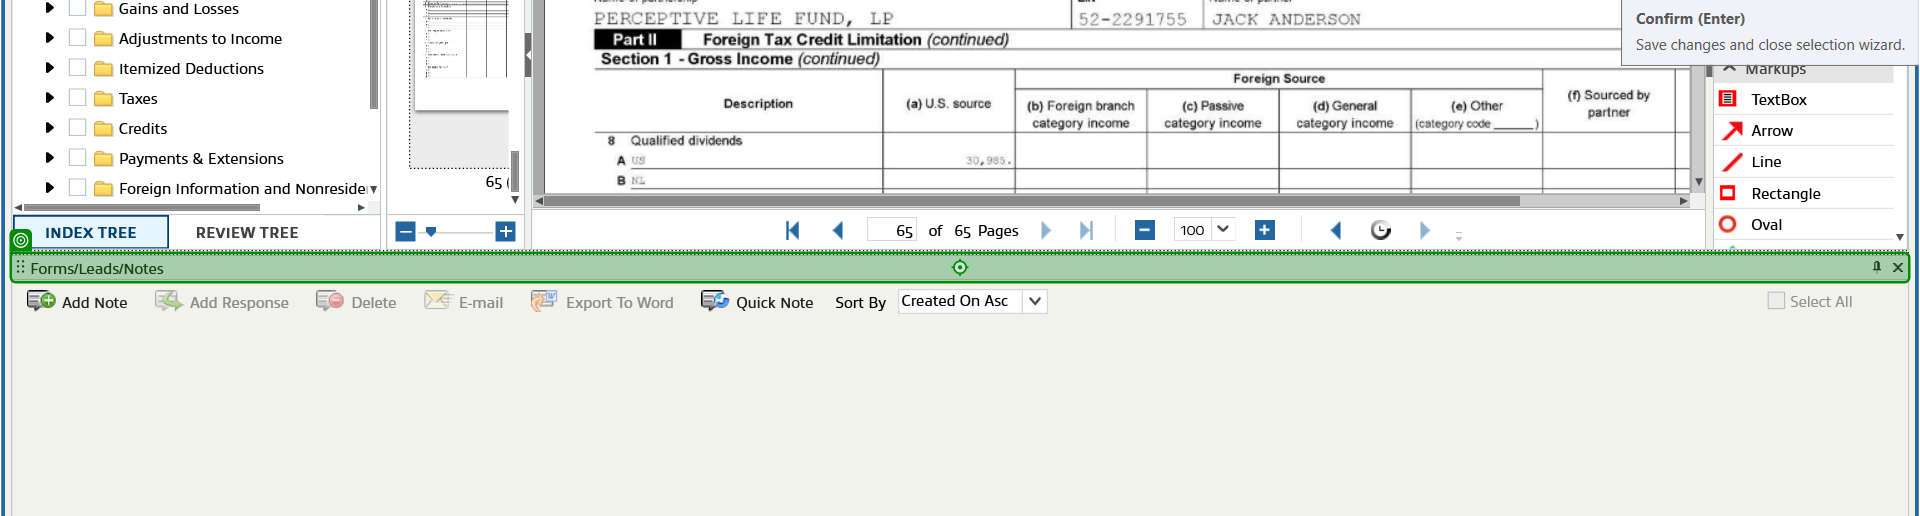 Gains and Losses
Adjustments to Income
Itemized Deductions
Taxes
Credits
Payments & Extensions
Foreign Information and Nonreside
INDEX TREE
REVIEW TREE
65 (
PERCEPTIVE LIFE FUND, LP
52-2291755
JACK ANDERSON
Part II Foreign Tax Credit Limitation (continued)
Section 1 - Gross Income (continued)
Foreign Source
Description
(a) U.S. source
(b) Foreign branch
category income
(c) Passive
category income
(d) General
category income
(e) Other
(category code ______)
(f) Sourced by
partner
8 Qualified dividends
A US 30,985.
B NL
65 of 65 Pages
100
Confirm (Enter)
Save changes and close selection wizard.
Markups
TextBox
Arrow
Line
Rectangle
Oval
Forms/Leads/Notes
Add Note Add Response Delete E-mail Export To Word Quick Note Sort By Created On Asc Select All